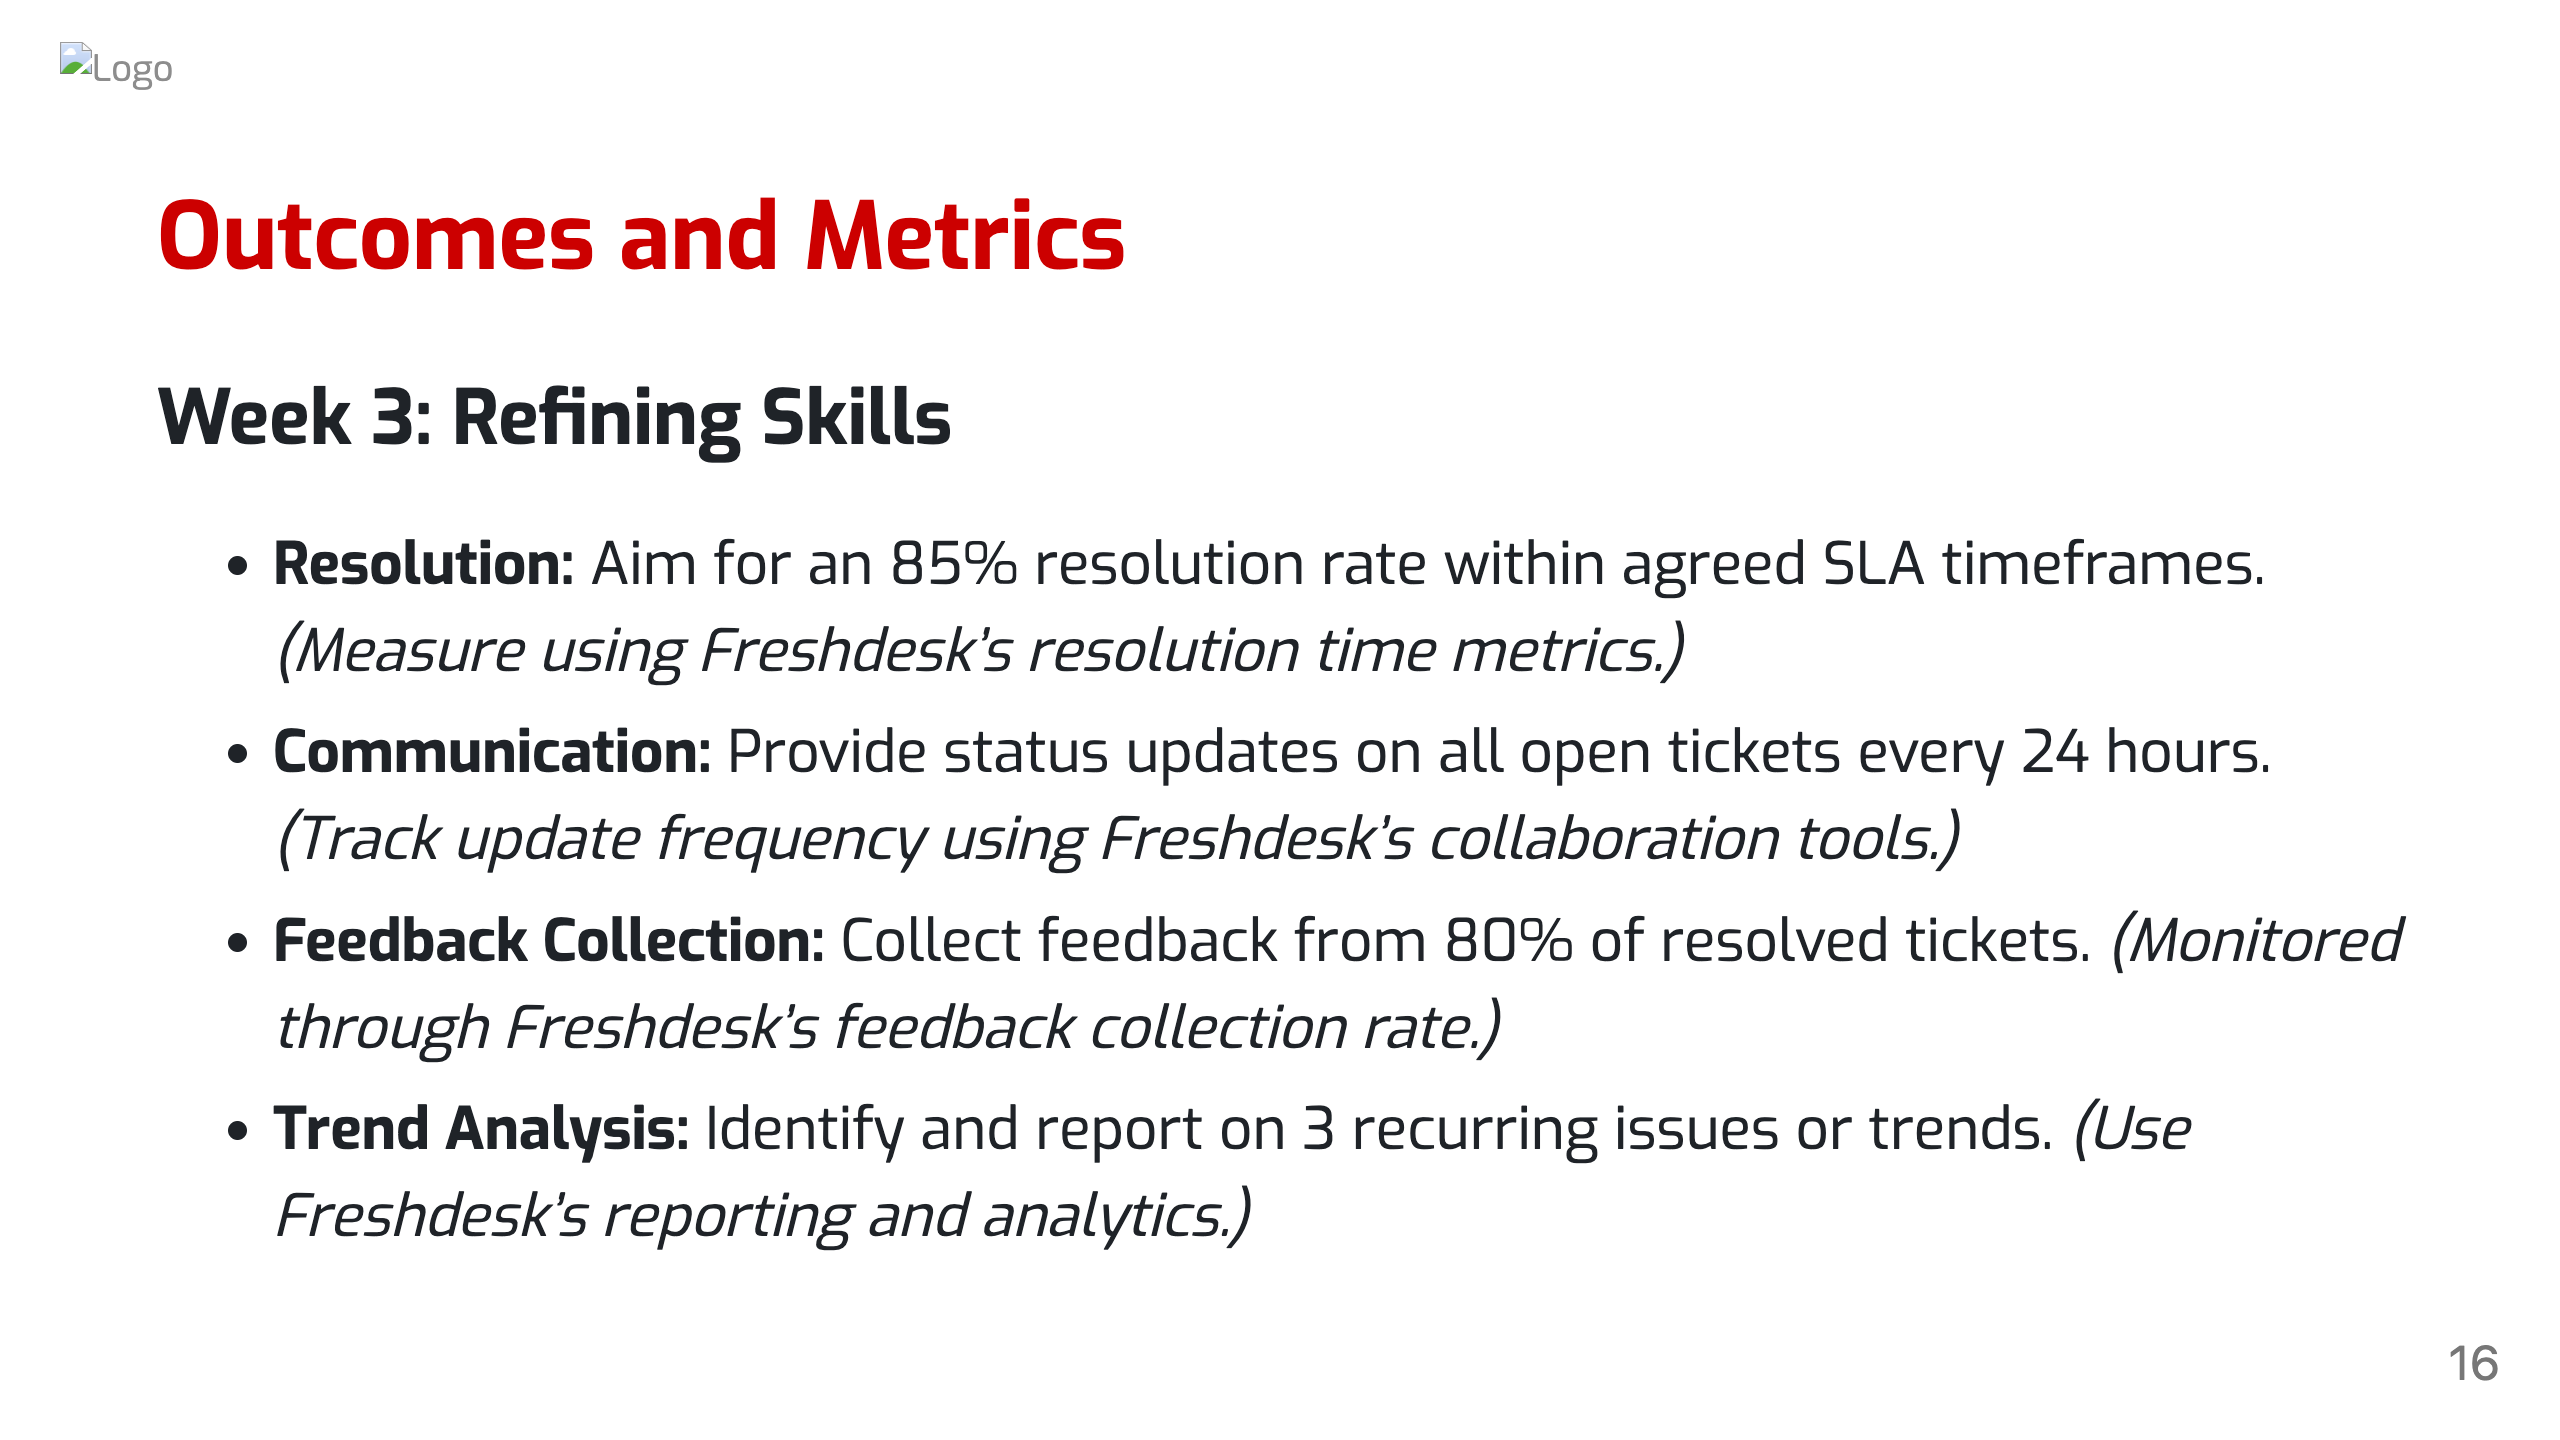 Logo
Outcomes and Metrics
Week 3: Refining Skills
• Resolution: Aim for an 85% resolution rate within agreed SLA timeframes.
(Measure using Freshdesk’s resolution time metrics.)
• Communication: Provide status updates on all open tickets every 24 hours.
(Track update frequency using Freshdesk’s collaboration tools.)
• Feedback Collection: Collect feedback from 80% of resolved tickets. (Monitored
through Freshdesk’s feedback collection rate.)
• Trend Analysis: Identify and report on 3 recurring issues or trends. (Use
Freshdesk’s reporting and analytics.)
16